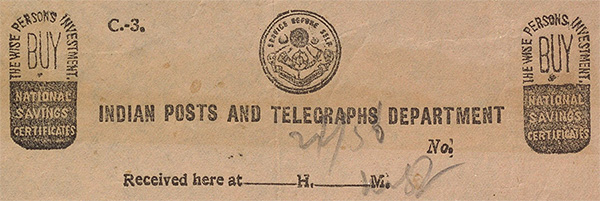 THE WISE PERSONS INVESTMENT.
BUY
NATIONAL
SAVINGS
CERTIFICATES
C.-3.
SERVICE BEFORE SELF
THE WISE PERSONS INVESTMENT.
BUY
NATIONAL
SAVINGS
CERTIFICATES
INDIAN POSTS AND TELEGRAPHS DEPARTMENT
No.
Received here at H. M.